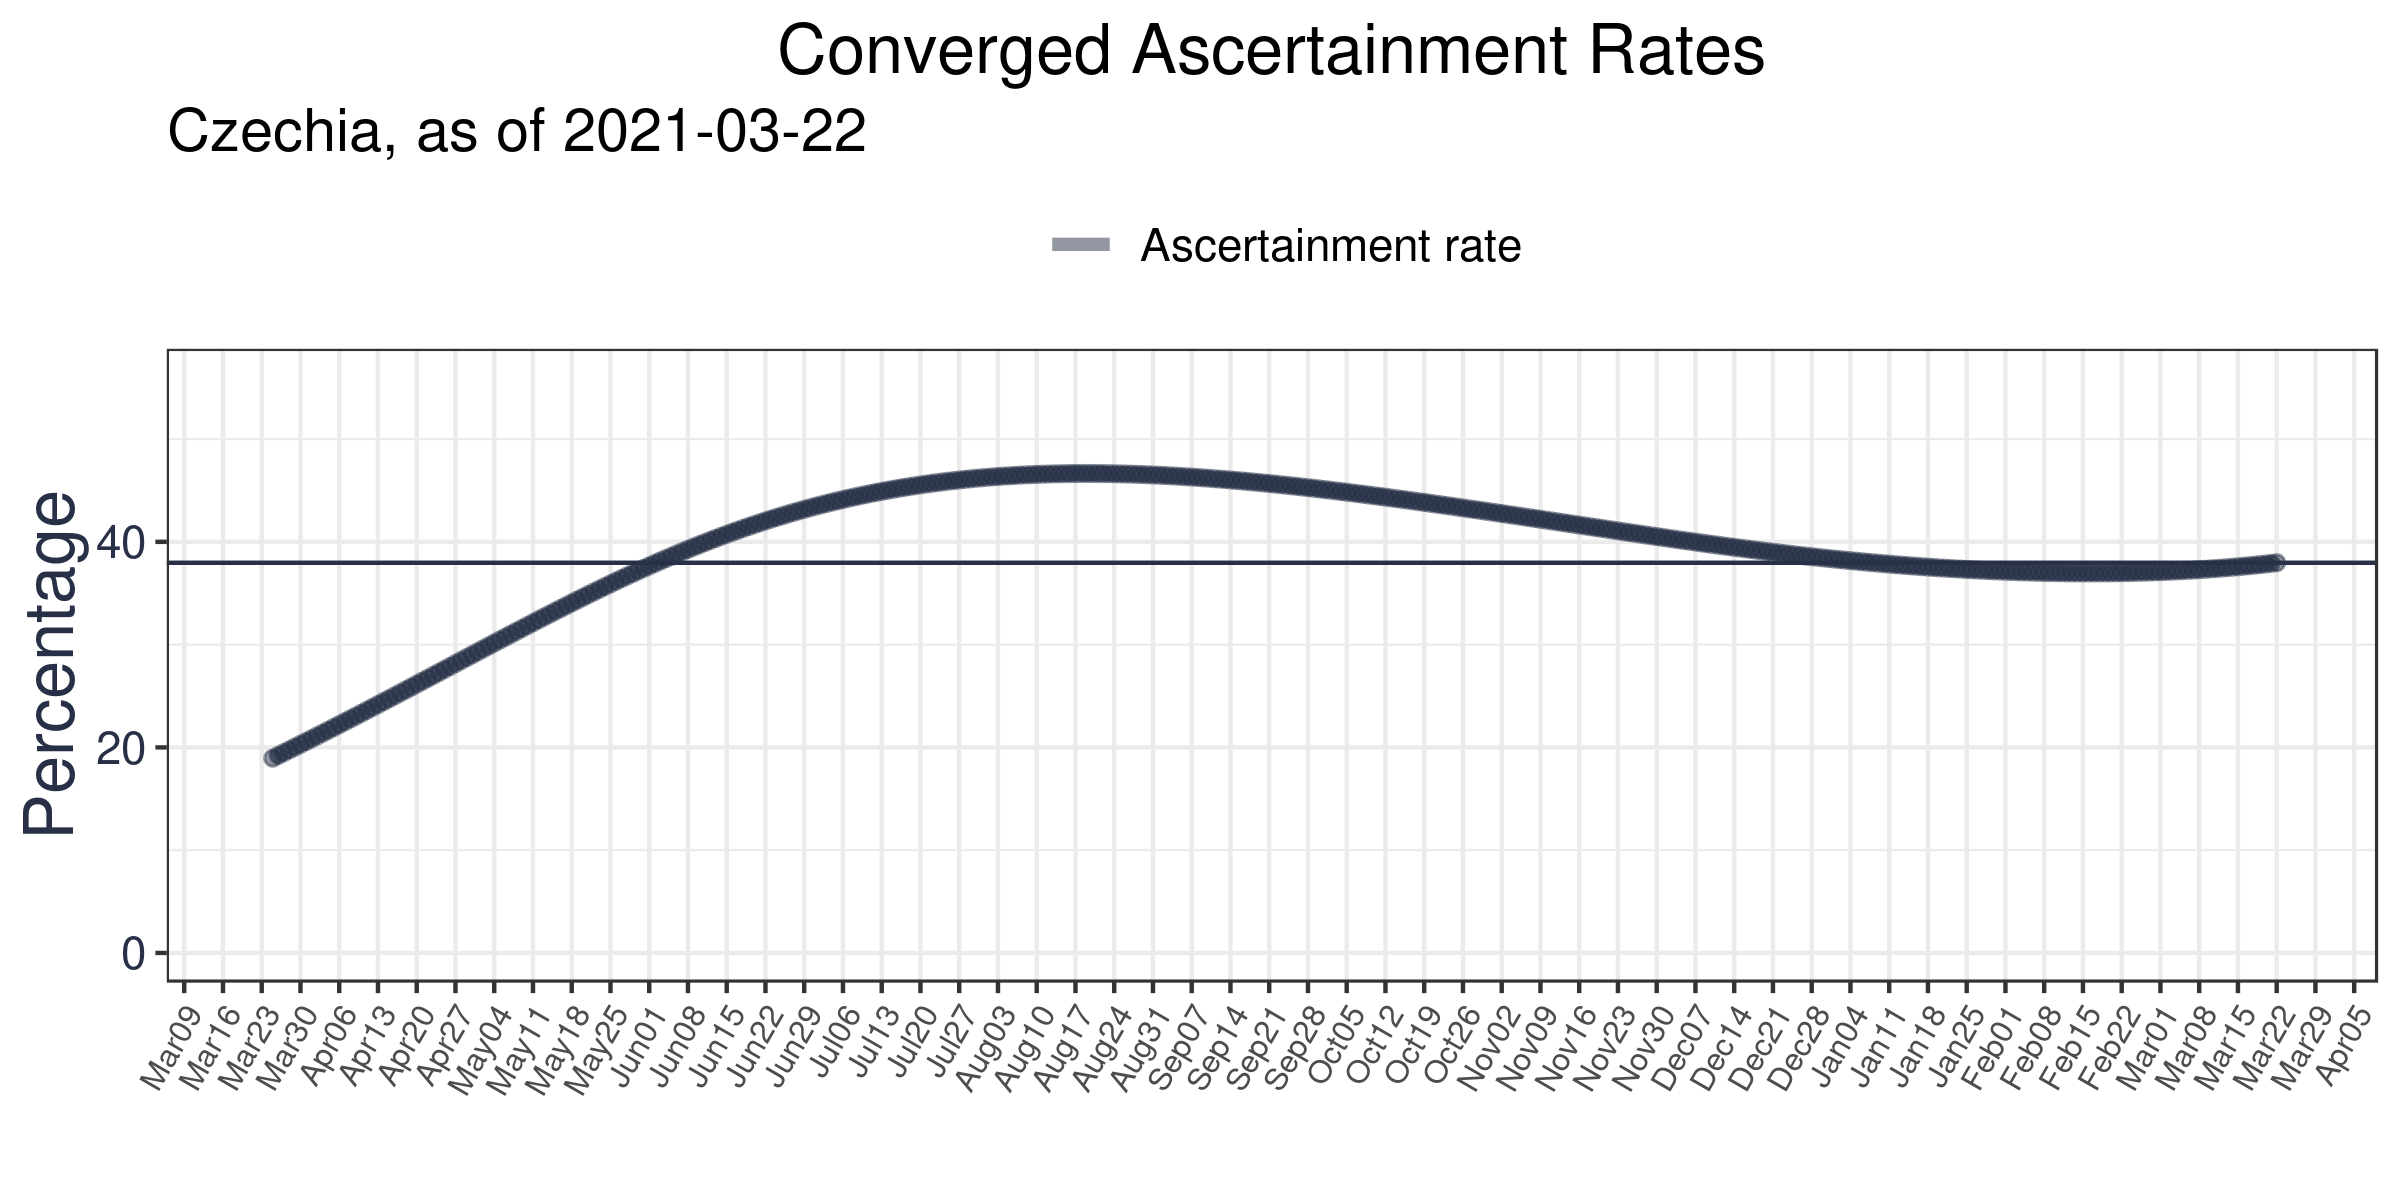 Converged Ascertainment Rates
Czechia, as of 2021-03-22
Ascertainment rate
Percentage
40
20
0
Mar09
Mar16
Mar23
Mar30
Apr06
Apr13
Apr20
Apr27
May04
May11
May18
May25
Jun01
Jun08
Jun15
Jun22
Jun29
Jul06
Jul13
Jul20
Jul27
Aug03
Aug10
Aug17
Aug24
Aug31
Sep07
Sep14
Sep21
Sep28
Oct05
Oct12
Oct19
Oct26
Nov02
Nov09
Nov16
Nov23
Nov30
Dec07
Dec14
Dec21
Dec28
Jan04
Jan11
Jan18
Jan25
Feb01
Feb08
Feb15
Feb22
Mar01
Mar08
Mar15
Mar22
Mar29
Apr05